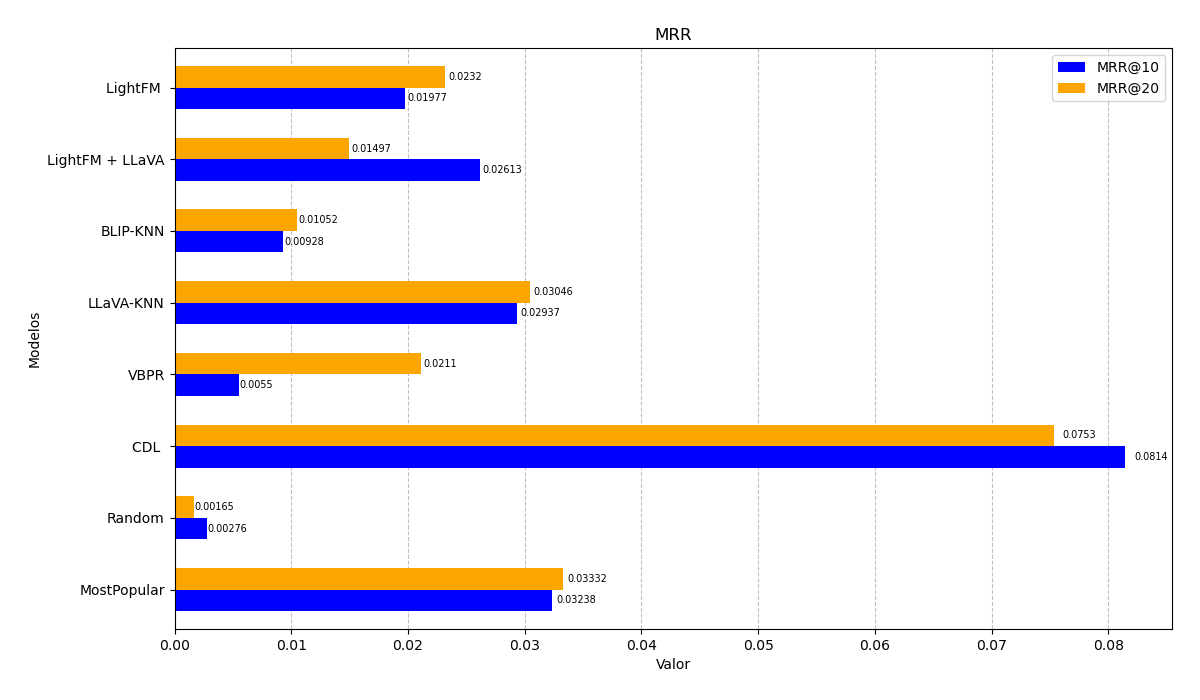 MRR
MRR@10
MRR@20
Modelos
LightFM
0.0232
0.01977
LightFM + LLaVA
0.01497
0.02613
BLIP-KNN
0.01052
0.00928
LLaVA-KNN
0.03046
0.02937
VBPR
0.0211
0.0055
CDL
0.0753
0.0814
Random
0.00165
0.00276
MostPopular
0.03332
0.03238
0.00 0.01 0.02 0.03 0.04 0.05 0.06 0.07 0.08
Valor